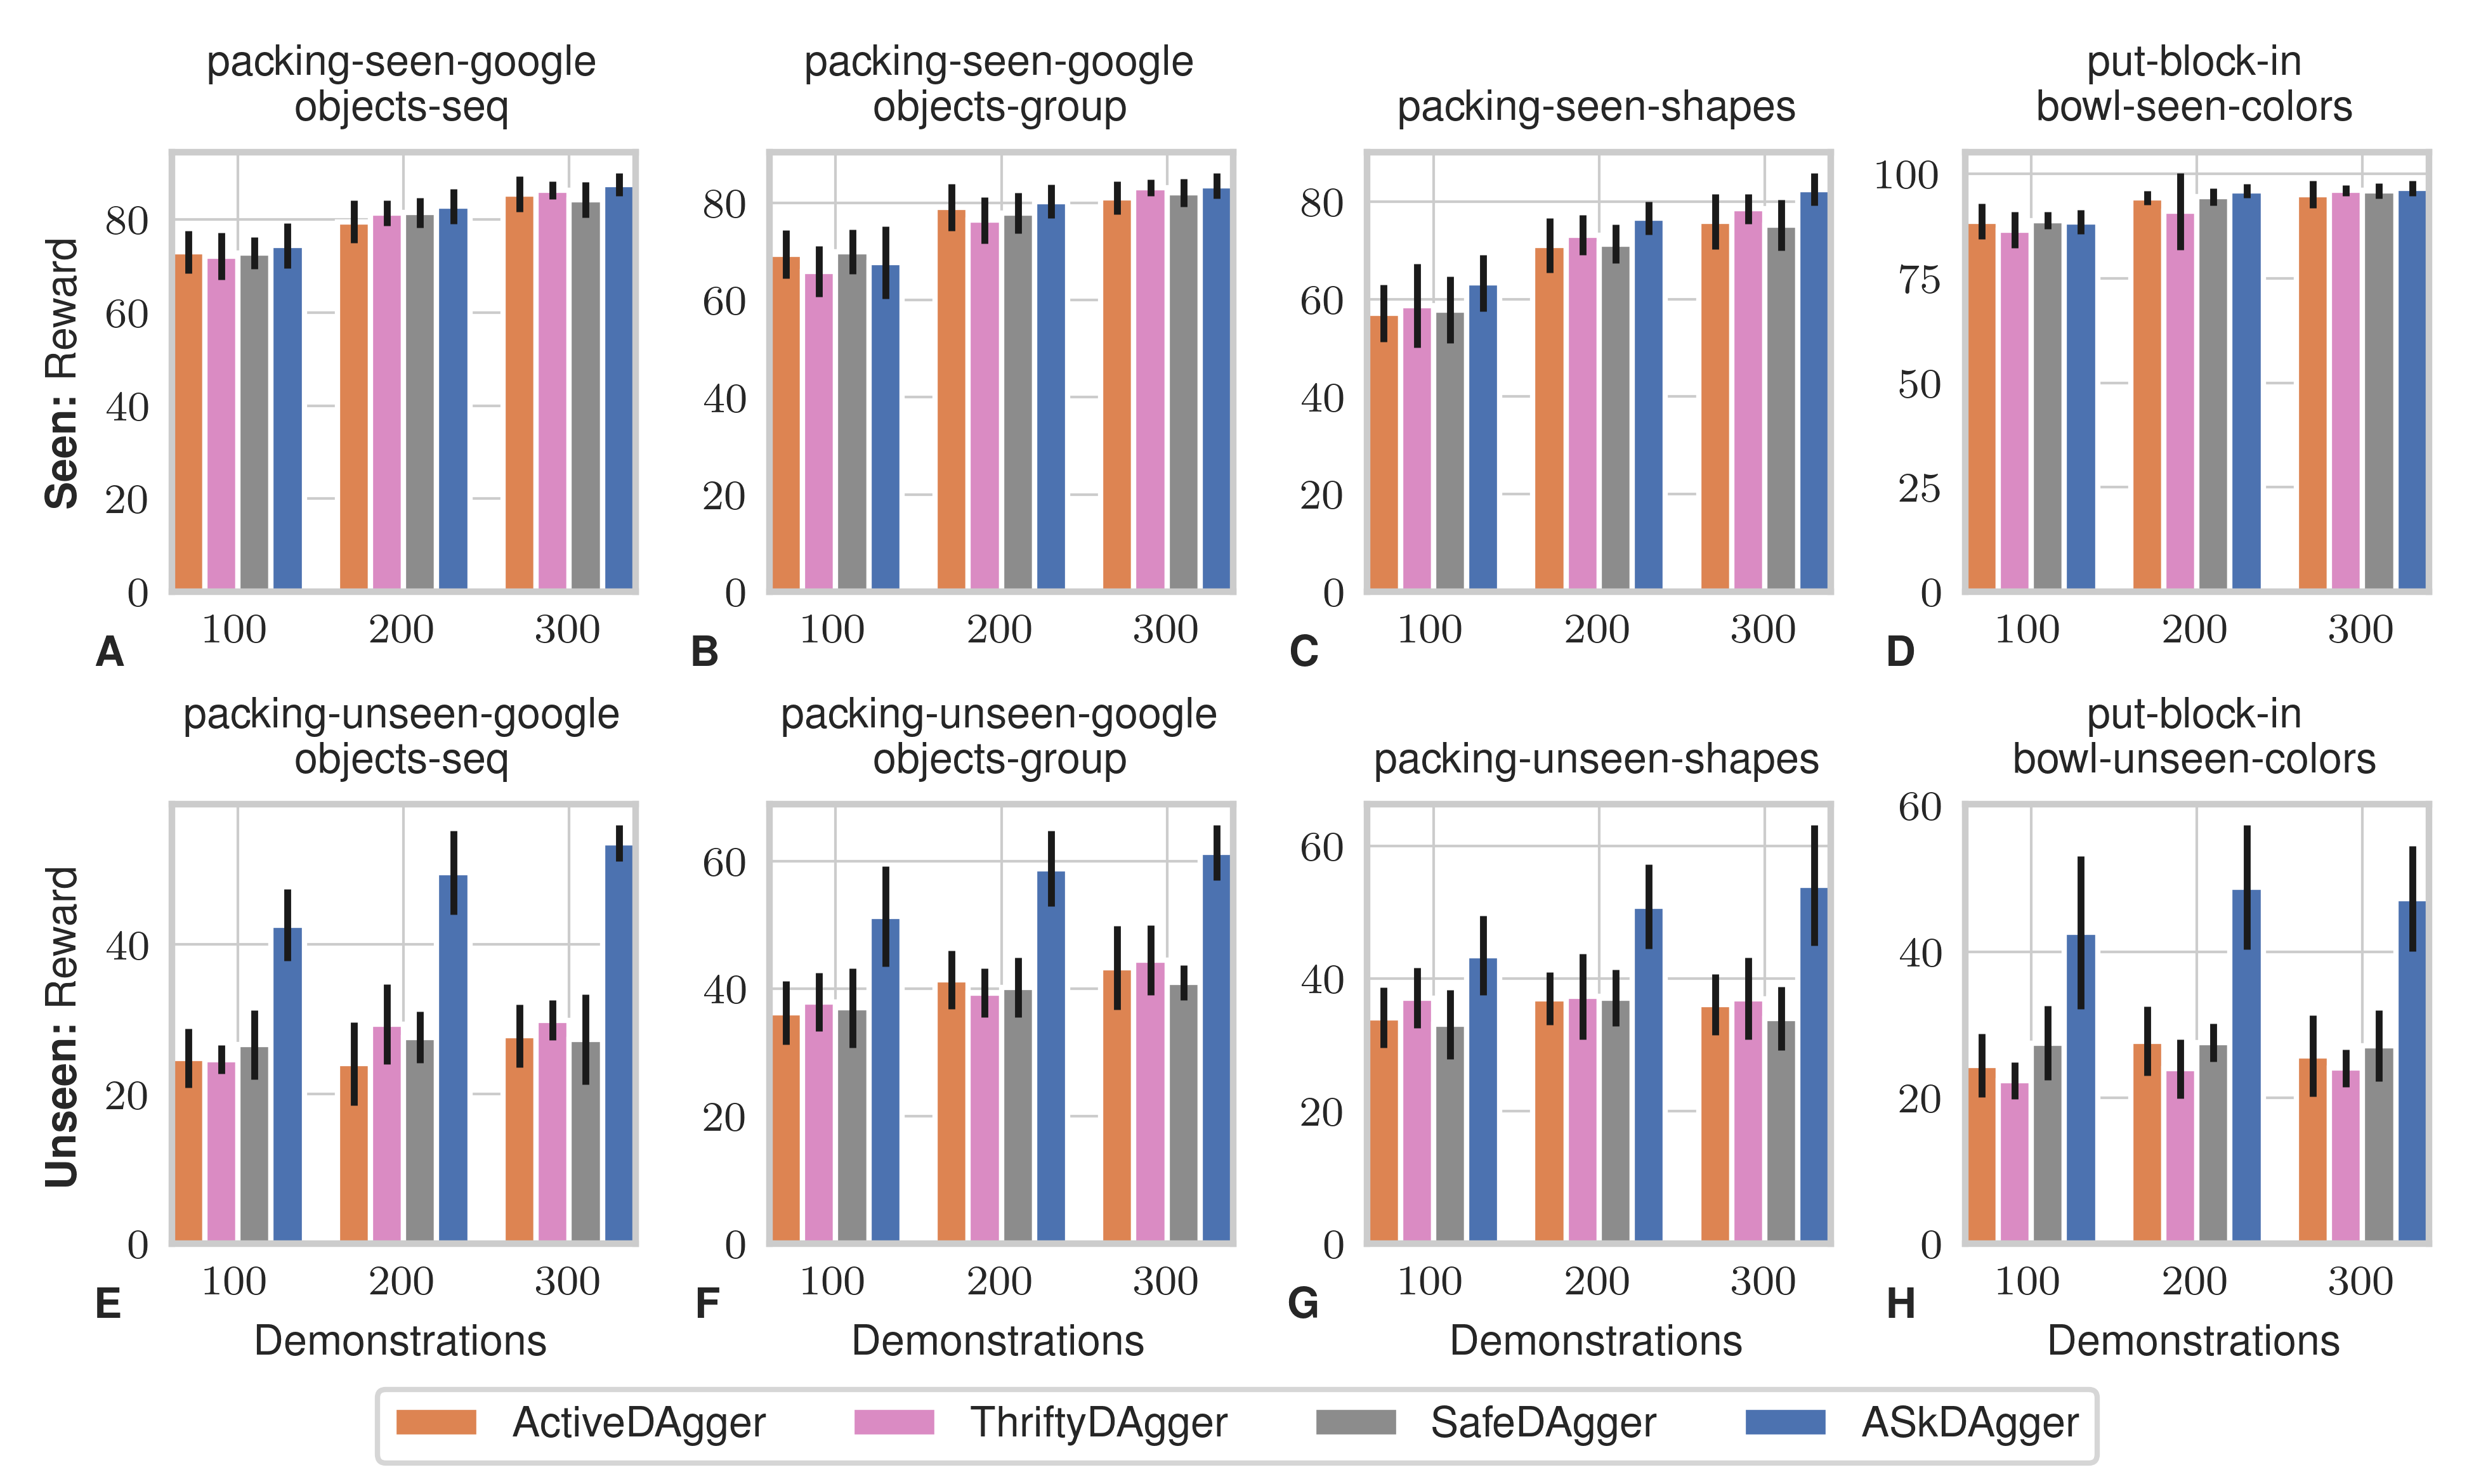 packing-seen-google
objects-seq
packing-seen-google
objects-group
packing-seen-shapes
put-block-in
bowl-seen-colors
Seen: Reward
80
60
40
20
0
100
200
300
A
80
60
40
20
0
100
200
300
B
80
60
40
20
0
100
200
300
C
100
75
50
25
0
100
200
300
D
packing-unseen-google
objects-seq
packing-unseen-google
objects-group
packing-unseen-shapes
put-block-in
bowl-unseen-colors
Unseen: Reward
40
20
0
100
200
300
E
Demonstrations
60
40
20
0
100
200
300
F
Demonstrations
60
40
20
0
100
200
300
G
Demonstrations
60
40
20
0
100
200
300
H
Demonstrations
ActiveDAgger
ThriftyDAgger
SafeDAgger
ASkDAgger